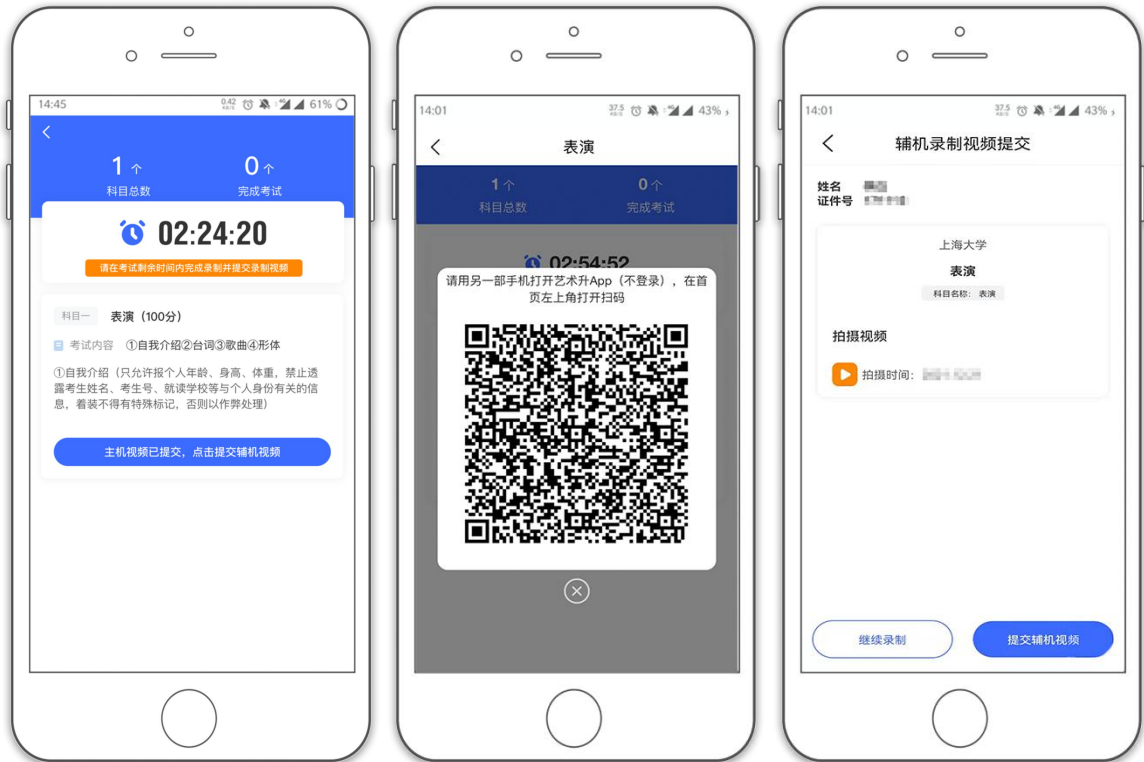 14:45
0.42
KB/S
4G
61%
1个
0个
科目总数
完成考试
02:24:20
请在考试剩余时间内完成录制并提交录制视频
科目一
表演（100分）
考试内容
①自我介绍②台词③歌曲④形体
①自我介绍（只允许报个人年龄、身高、体重，禁止透
露考生姓名、考生号、就读学校等与个人身份有关的信
息，着装不得有特殊标记，否则以作弊处理）
主机视频已提交，点击提交辅机视频
14:01
37.5
KB/S
4G
43%
表演
1个
0个
科目总数
完成考试
02:54:52
请用另一部手机打开艺术升App（不登录），在首
页左上角打开扫码
14:01
37.5
KB/S
4G
43%
辅机录制视频提交
姓名
证件号
上海大学
表演
科目名称：表演
拍摄视频
拍摄时间：
继续录制
提交辅机视频